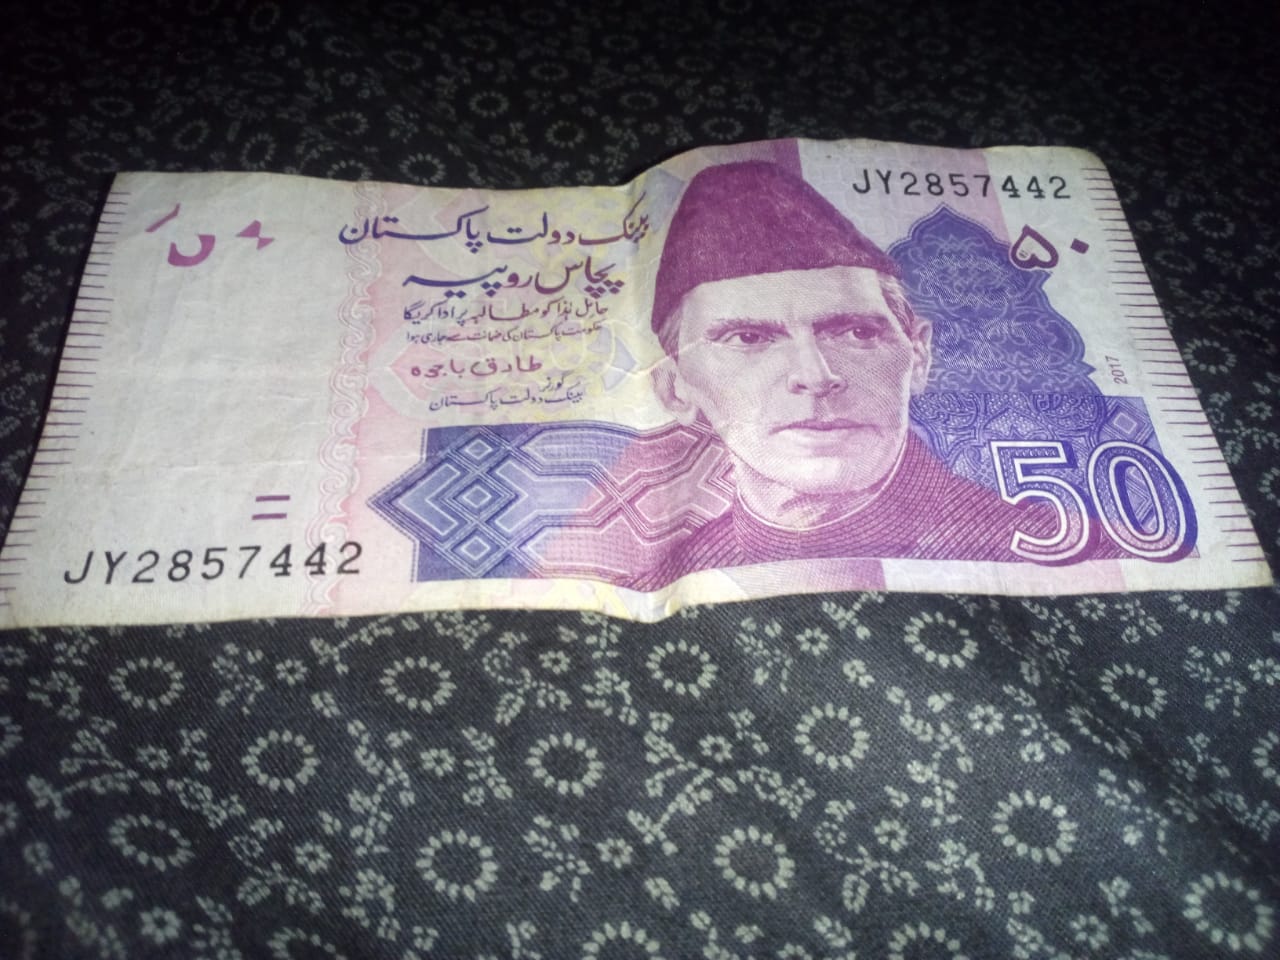 JY2857442
۵۰
بینک دولت پاکستان
پچاس روپیہ
حامل ہٰذا کو مطالبہ پر ادا کریگا
حکومت پاکستان کی ضمانت سے جاری ہوا
طارق باجوہ
گورنر
بینک دولت پاکستان
2017
50
JY2857442